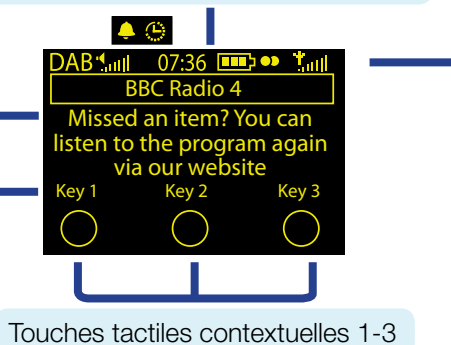 DAB 07:36
BBC Radio 4
Missed an item? You can
listen to the program again
via our website
Key 1 Key 2 Key 3
Touches tactiles contextuelles 1-3